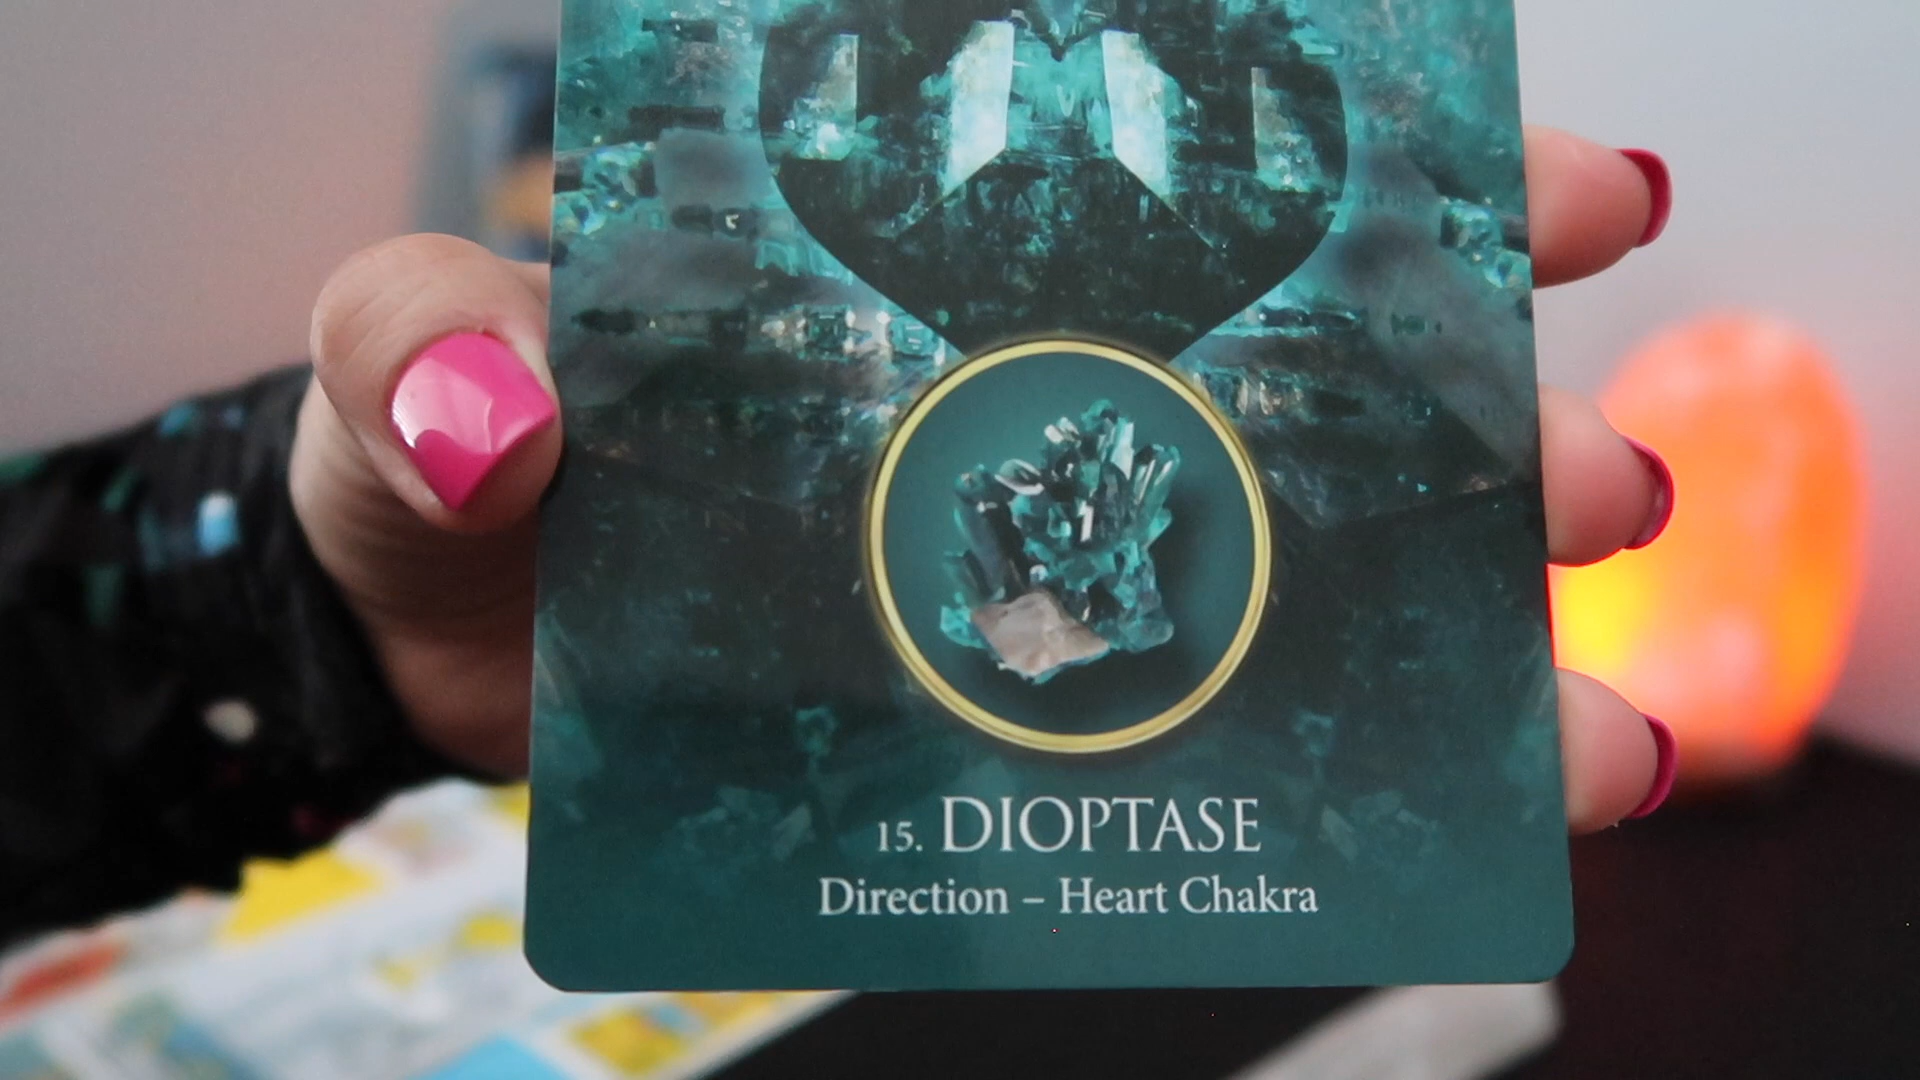 15. DIOPTASE
Direction – Heart Chakra